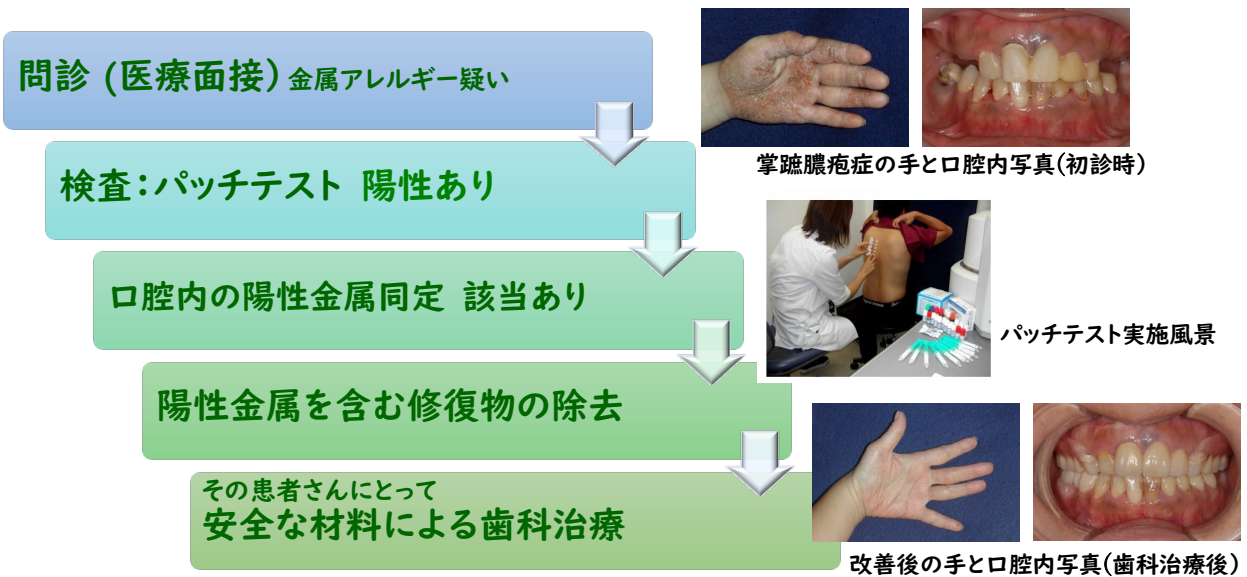 問診 (医療面接) 金属アレルギー疑い
掌蹠膿疱症の手と口腔内写真(初診時)
検査：パッチテスト 陽性あり
口腔内の陽性金属同定 該当あり
パッチテスト実施風景
陽性金属を含む修復物の除去
その患者さんにとって
安全な材料による歯科治療
改善後の手と口腔内写真(歯科治療後)